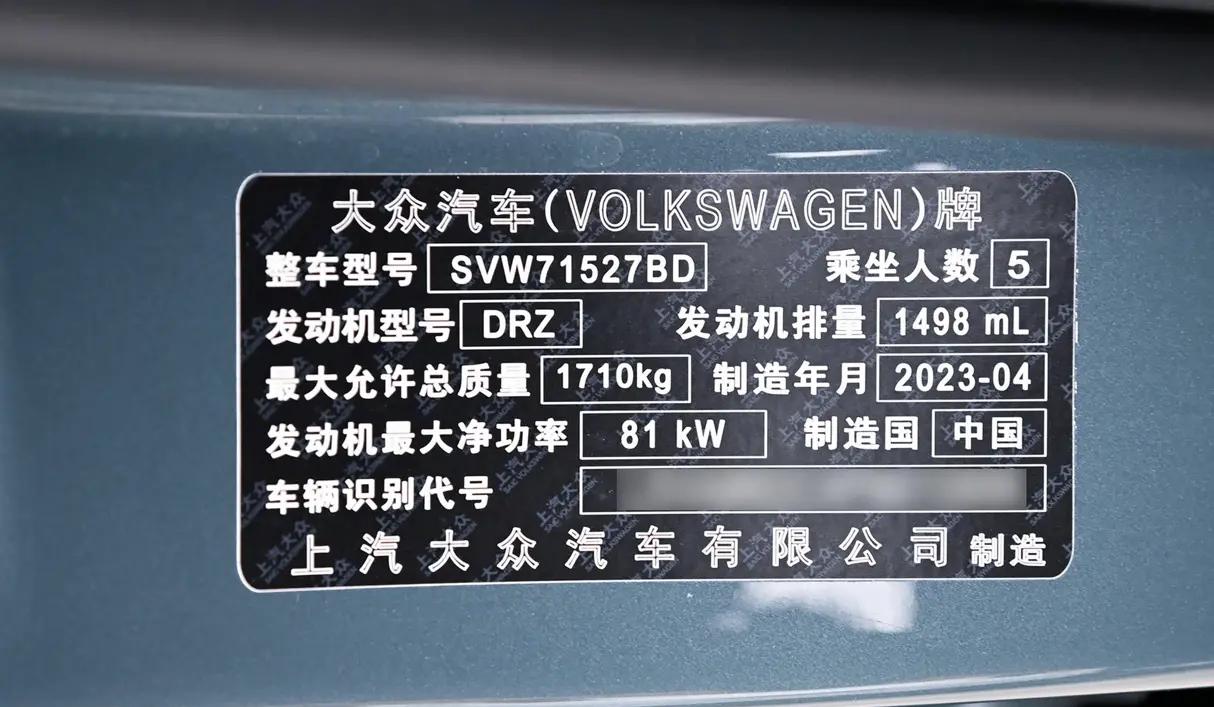 大众汽车(VOLKSWAGEN)牌
整车型号 SVW71527BD 乘坐人数 5
发动机型号 DRZ 发动机排量 1498 mL
最大允许总质量 1710kg 制造年月 2023-04
发动机最大净功率 81 kW 制造国 中国
车辆识别代号
上汽大众汽车有限公司制造